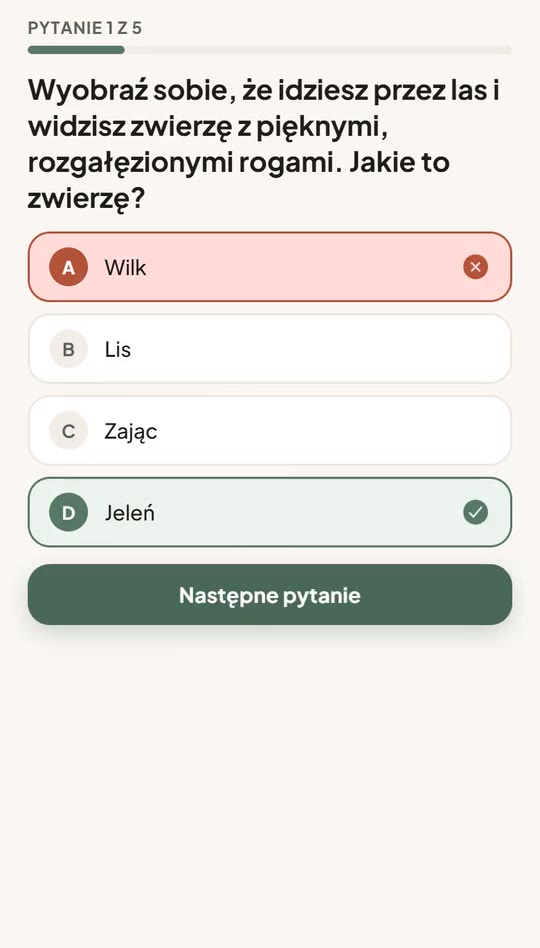 PYTANIE 1 Z 5
Wyobraź sobie, że idziesz przez las i
widzisz zwierzę z pięknymi,
rozgałęzionymi rogami. Jakie to
zwierzę?
A Wilk
B Lis
C Zając
D Jeleń
Następne pytanie